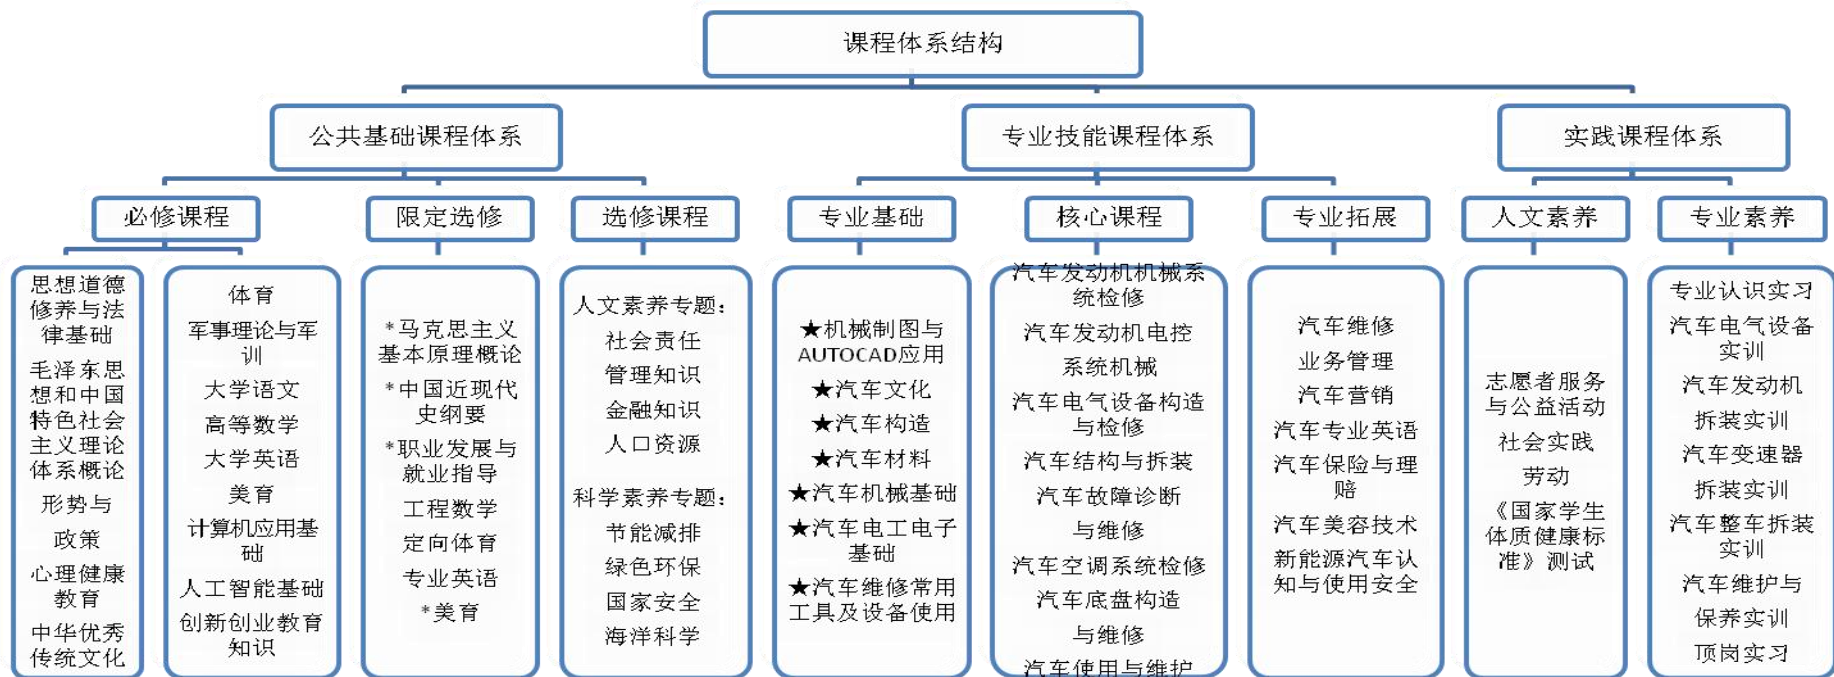 课程体系结构
公共基础课程体系
专业技能课程体系
实践课程体系
必修课程
限定选修
选修课程
专业基础
核心课程
专业拓展
人文素养
专业素养
思想道德
修养与法
律基础
毛泽东思
想和中国
特色社会
主义理论
体系概论
形势与
政策
心理健康
教育
中华优秀
传统文化
体育
军事理论与军
训
大学语文
高等数学
大学英语
美育
计算机应用基
础
人工智能基础
创新创业教育
知识
*马克思主义
基本原理概论
*中国近现代
史纲要
*职业发展与
就业指导
工程数学
定向体育
专业英语
*美育
人文素养专题：
社会责任
管理知识
金融知识
人口资源
科学素养专题：
节能减排
绿色环保
国家安全
海洋科学
★机械制图与
AUTOCAD应用
★汽车文化
★汽车构造
★汽车材料
★汽车机械基础
★汽车电工电子
基础
★汽车维修常用
工具及设备使用
汽车发动机机械系
统检修
汽车发动机电控
系统机械
汽车电气设备构造
与检修
汽车结构与拆装
汽车故障诊断
与维修
汽车空调系统检修
汽车底盘构造
与维修
汽车使用与维护
汽车维修
业务管理
汽车营销
汽车专业英语
汽车保险与理
赔
汽车美容技术
新能源汽车认
知与使用安全
志愿者服务
与公益活动
社会实践
劳动
《国家学生
体质健康标
准》测试
专业认识实习
汽车电气设备
实训
汽车发动机
拆装实训
汽车变速器
拆装实训
汽车整车拆装
实训
汽车维护与
保养实训
顶岗实习